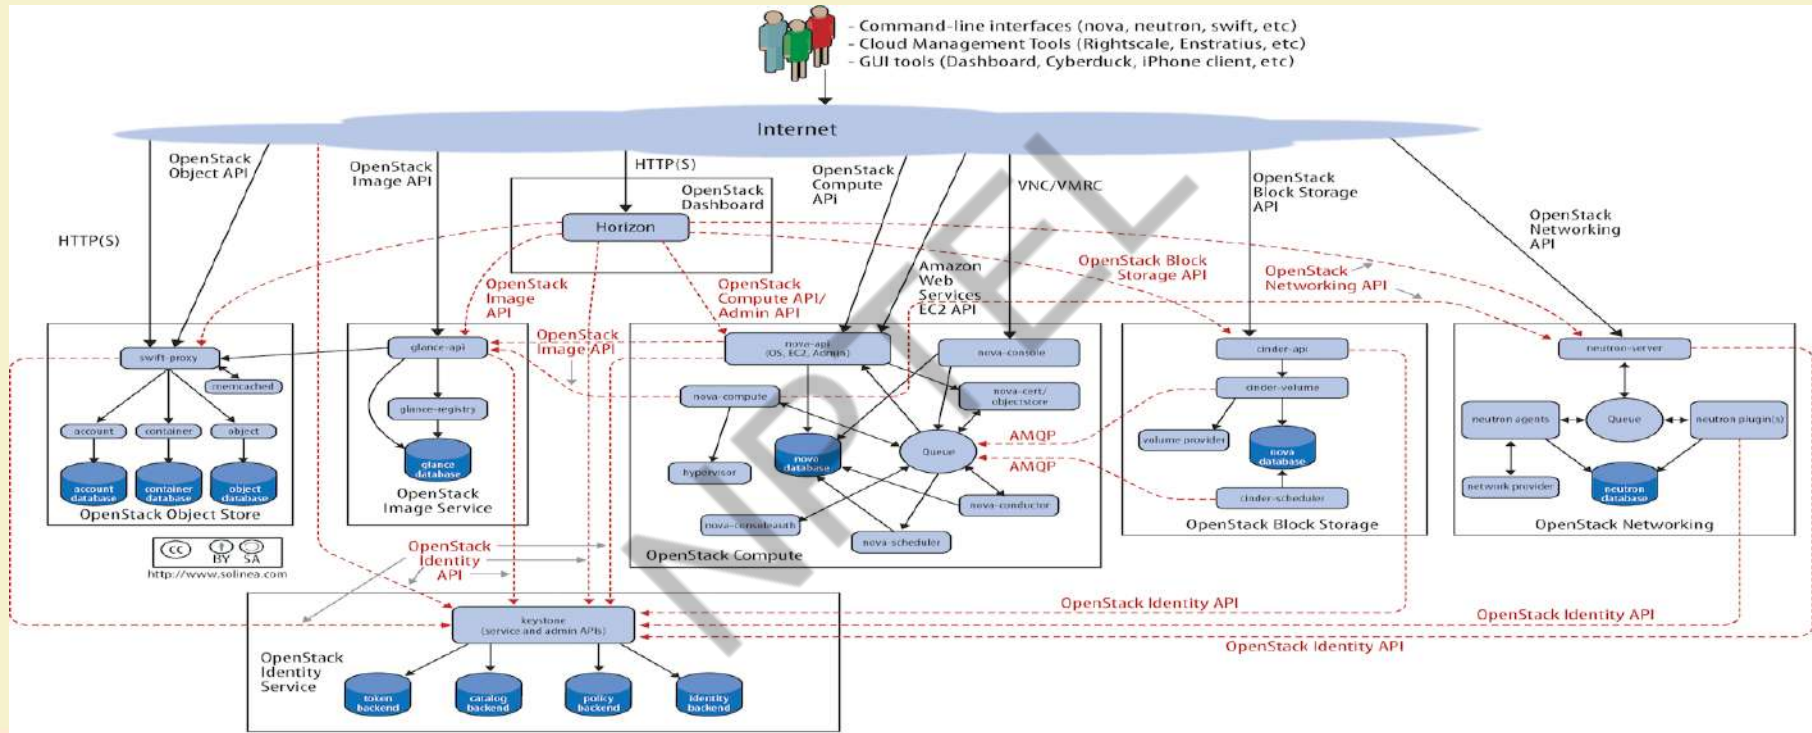 - Command-line interfaces (nova, neutron, swift, etc)
- Cloud Management Tools (Rightscale, Enstratius, etc)
- GUI tools (Dashboard, Cyberduck, iPhone client, etc)
Internet
OpenStack
Object API
OpenStack
Image API
HTTP(S)
OpenStack
Compute
APi
VNC/VMRC
OpenStack
Block Storage
API
OpenStack
Networking
API
HTTP(S)
OpenStack
Dashboard
Horizon
OpenStack
Image
API
OpenStack
Compute API/
Admin API
Amazon
Web
Services
EC2 API
OpenStack Block
Storage API
OpenStack
Networking API
OpenStack
Image API
swift-proxy
memcached
account
container
object
account
database
container
database
object
database
OpenStack Object Store
glance-api
glance-registry
glance
database
OpenStack
Image Service
nova-api
(OS, EC2, Admin)
nova-console
nova-compute
nova-cert/
objectstore
Queue
hypervisor
nova
database
nova-conductor
nova-consoleauth
nova-scheduler
OpenStack Compute
AMQP
AMQP
cinder-api
cinder-volume
volume provider
nova
database
cinder-scheduler
OpenStack Block Storage
neutron-server
neutron agents
Queue
neutron plugin(s)
network provider
neutron
database
OpenStack Networking
cc
BY SA
http://www.solinea.com
OpenStack
Identity
API
keystone
(service and admin APIs)
OpenStack
Identity
Service
token
backend
catalog
backend
policy
backend
identity
backend
OpenStack Identity API
OpenStack Identity API
OpenStack Identity API
NPTEL